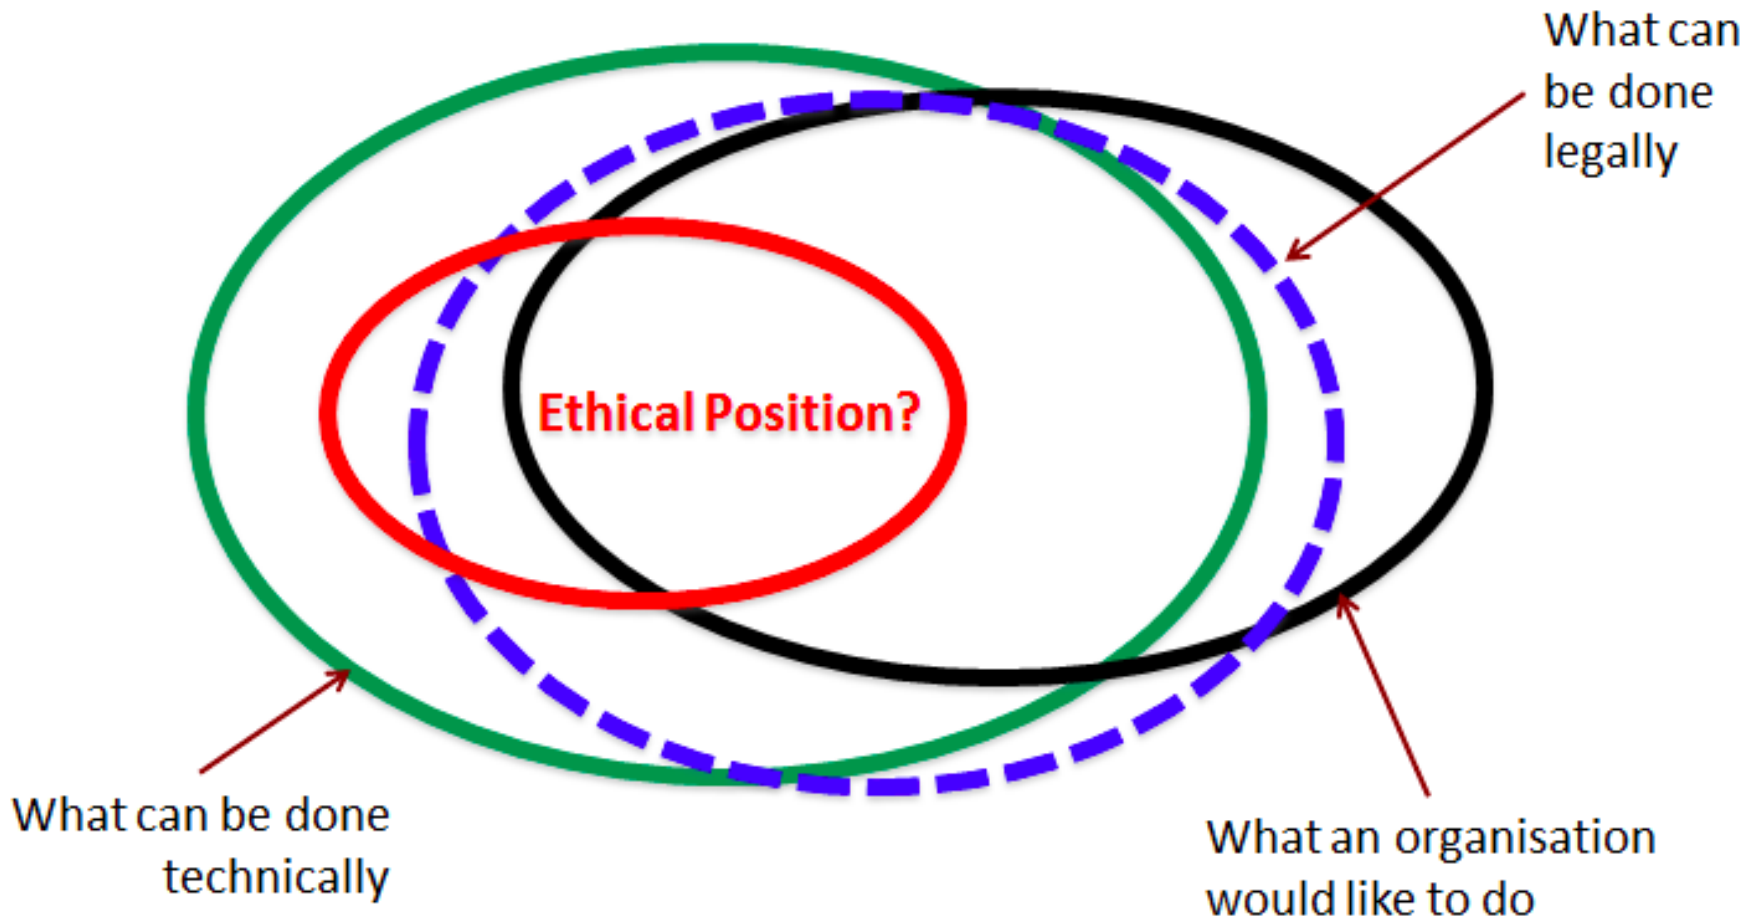 What can
be done
legally
Ethical Position?
What can be done
technically
What an organisation
would like to do